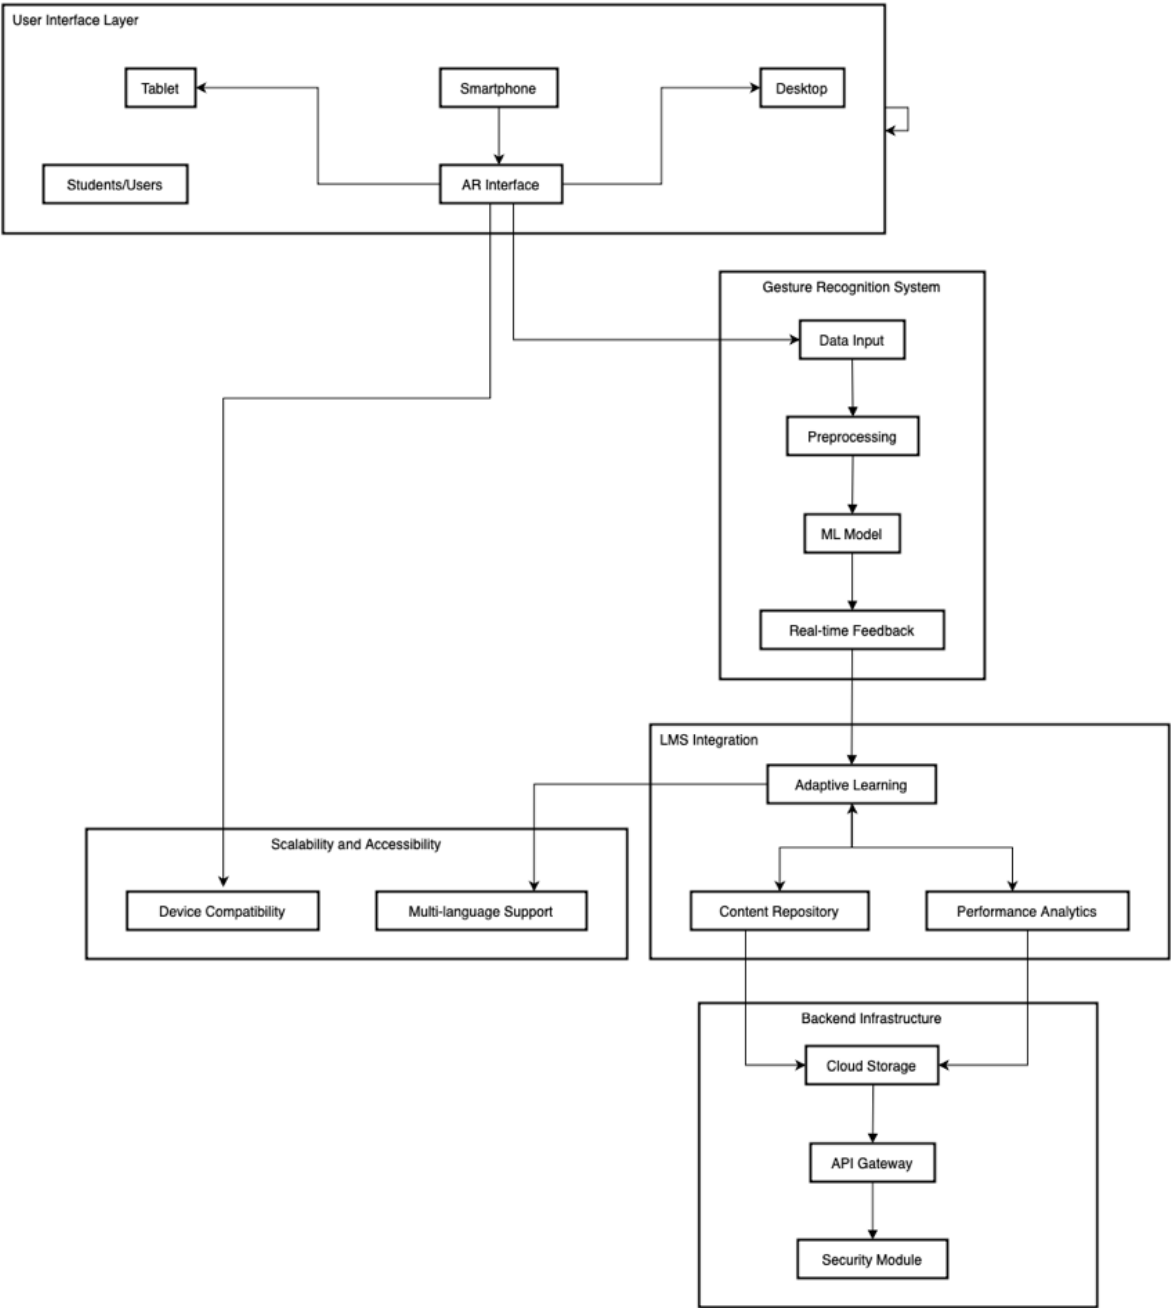 User Interface Layer
Tablet
Smartphone
Desktop
Students/Users
AR Interface
Gesture Recognition System
Data Input
Preprocessing
ML Model
Real-time Feedback
LMS Integration
Adaptive Learning
Scalability and Accessibility
Device Compatibility
Multi-language Support
Content Repository
Performance Analytics
Backend Infrastructure
Cloud Storage
API Gateway
Security Module